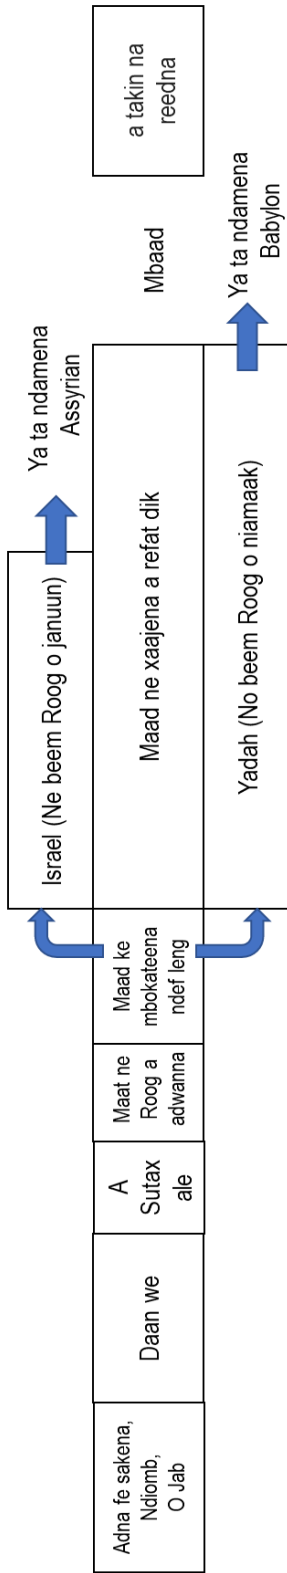 Adna fe sakena,
Ndiomb,
O Jab
Daan we
A
Sutax
ale
Maat ne
Roog a
adwanna
Maad ke
mbokateena
ndef leng
Israel (Ne beem Roog o januun)
Ya ta ndamena
Assyrian
Maad ne xaajena a refat dik
Yadah (No beem Roog o niamaak)
Ya ta ndamena
Babylon
Mbaad
a takin na
reedna